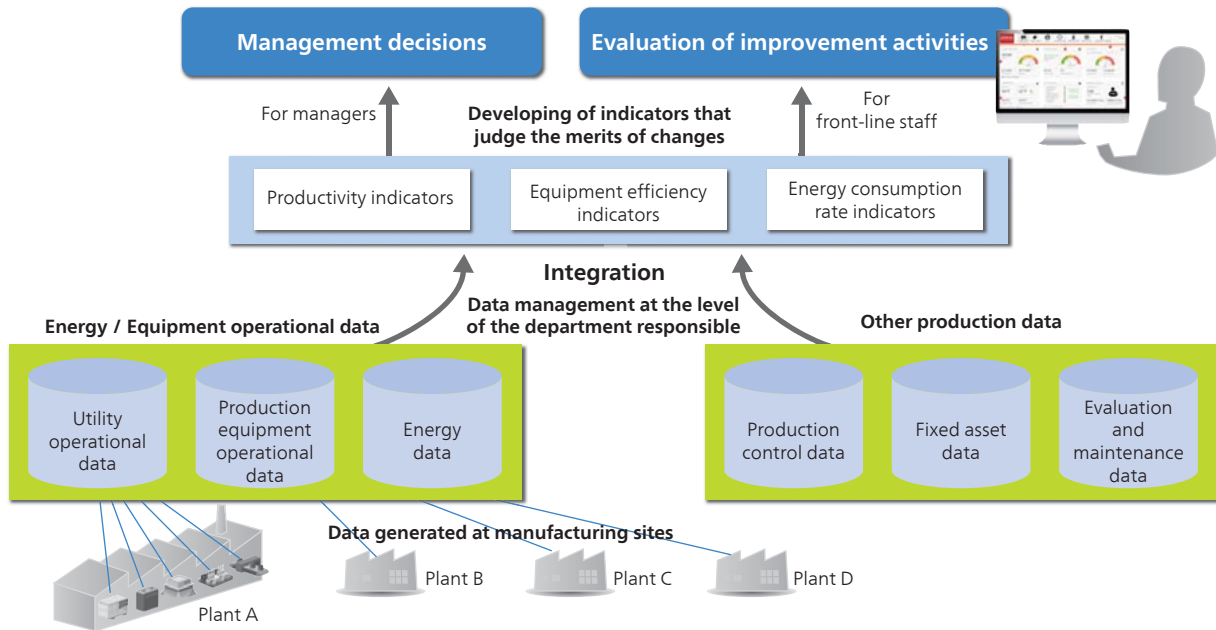 Management decisions
Evaluation of improvement activities
For managers
Developing of indicators that
judge the merits of changes
For
front-line staff
Productivity indicators
Equipment efficiency
indicators
Energy consumption
rate indicators
Integration
Data management at the level
of the department responsible
Energy / Equipment operational data
Other production data
Utility
operational
data
Production
equipment
operational
data
Energy
data
Production
control data
Fixed asset
data
Evaluation
and
maintenance
data
Data generated at manufacturing sites
Plant A
Plant B
Plant C
Plant D